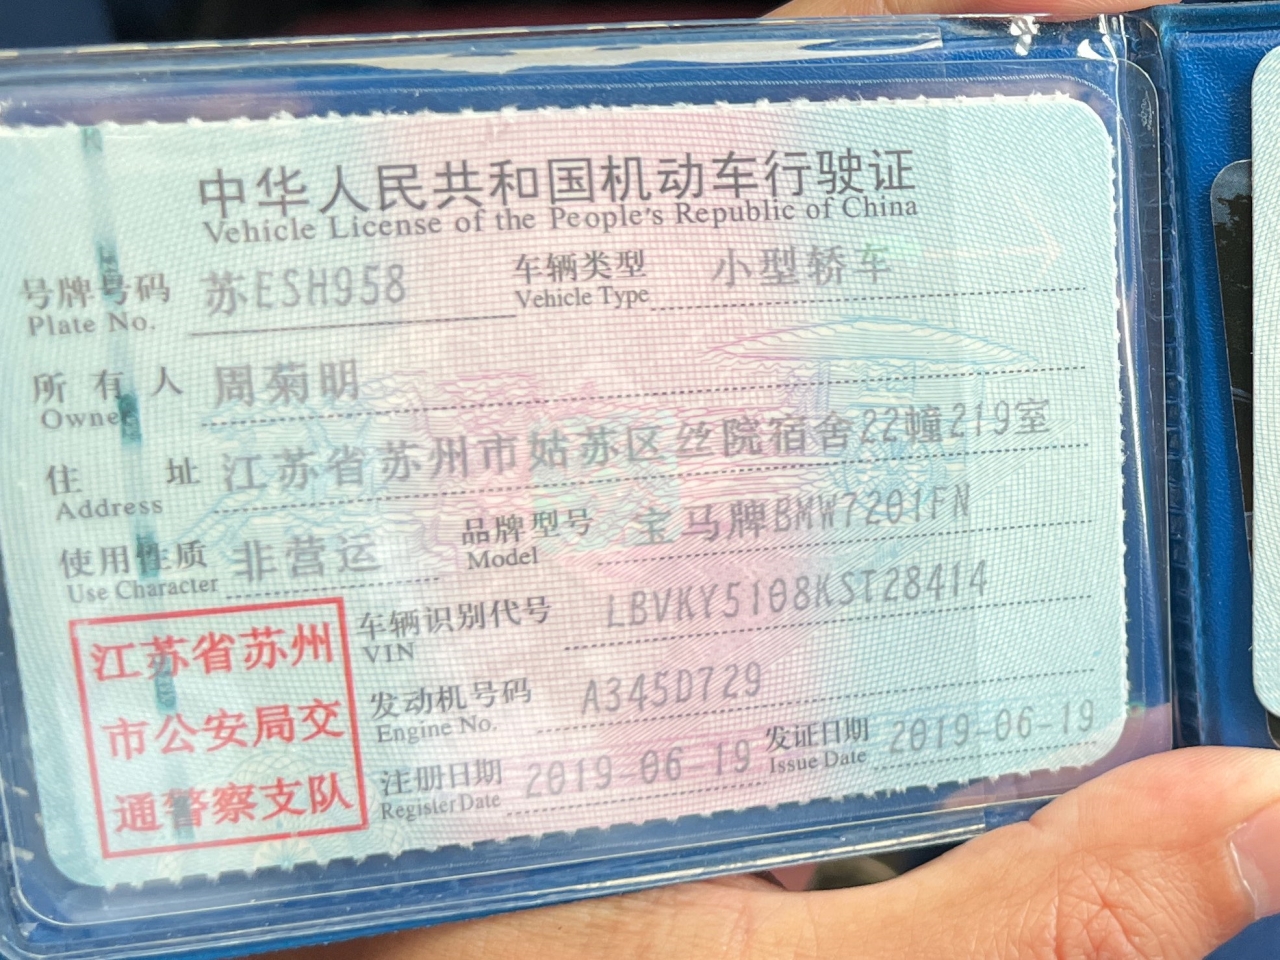 中华人民共和国机动车行驶证
Vehicle License of the People's Republic of China
号牌号码 苏ESH958 车辆类型 小型轿车
Plate No. Vehicle Type
所有人 周菊明
Owner
住址 江苏省苏州市姑苏区丝院宿舍22幢219室
Address
使用性质 非营运 品牌型号 宝马牌BMW7201FN
Use Character Model
车辆识别代号 LBVKY5108KST28414
VIN
发动机号码 A345D729
Engine No.
注册日期 2019-06-19 发证日期 2019-06-19
Register Date Issue Date
江苏省苏州
市公安局交
通警察支队